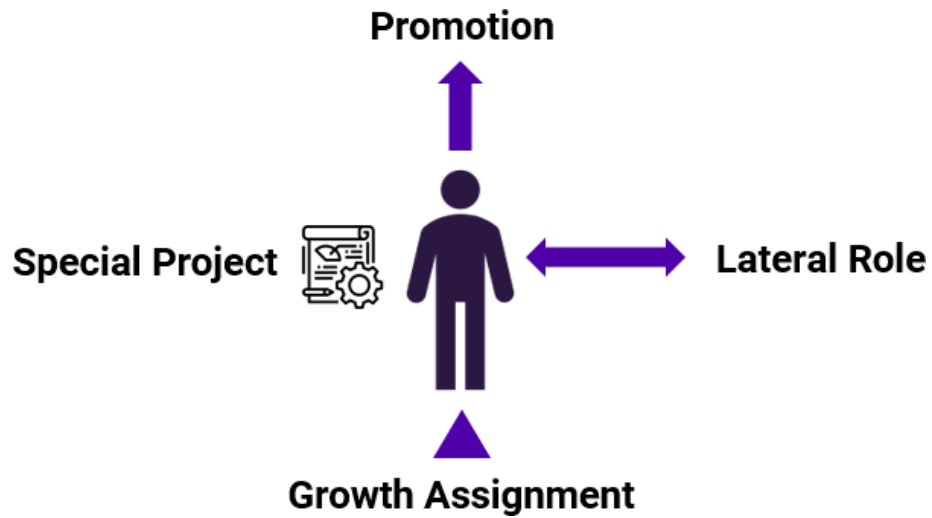 Promotion
Special Project
Lateral Role
Growth Assignment